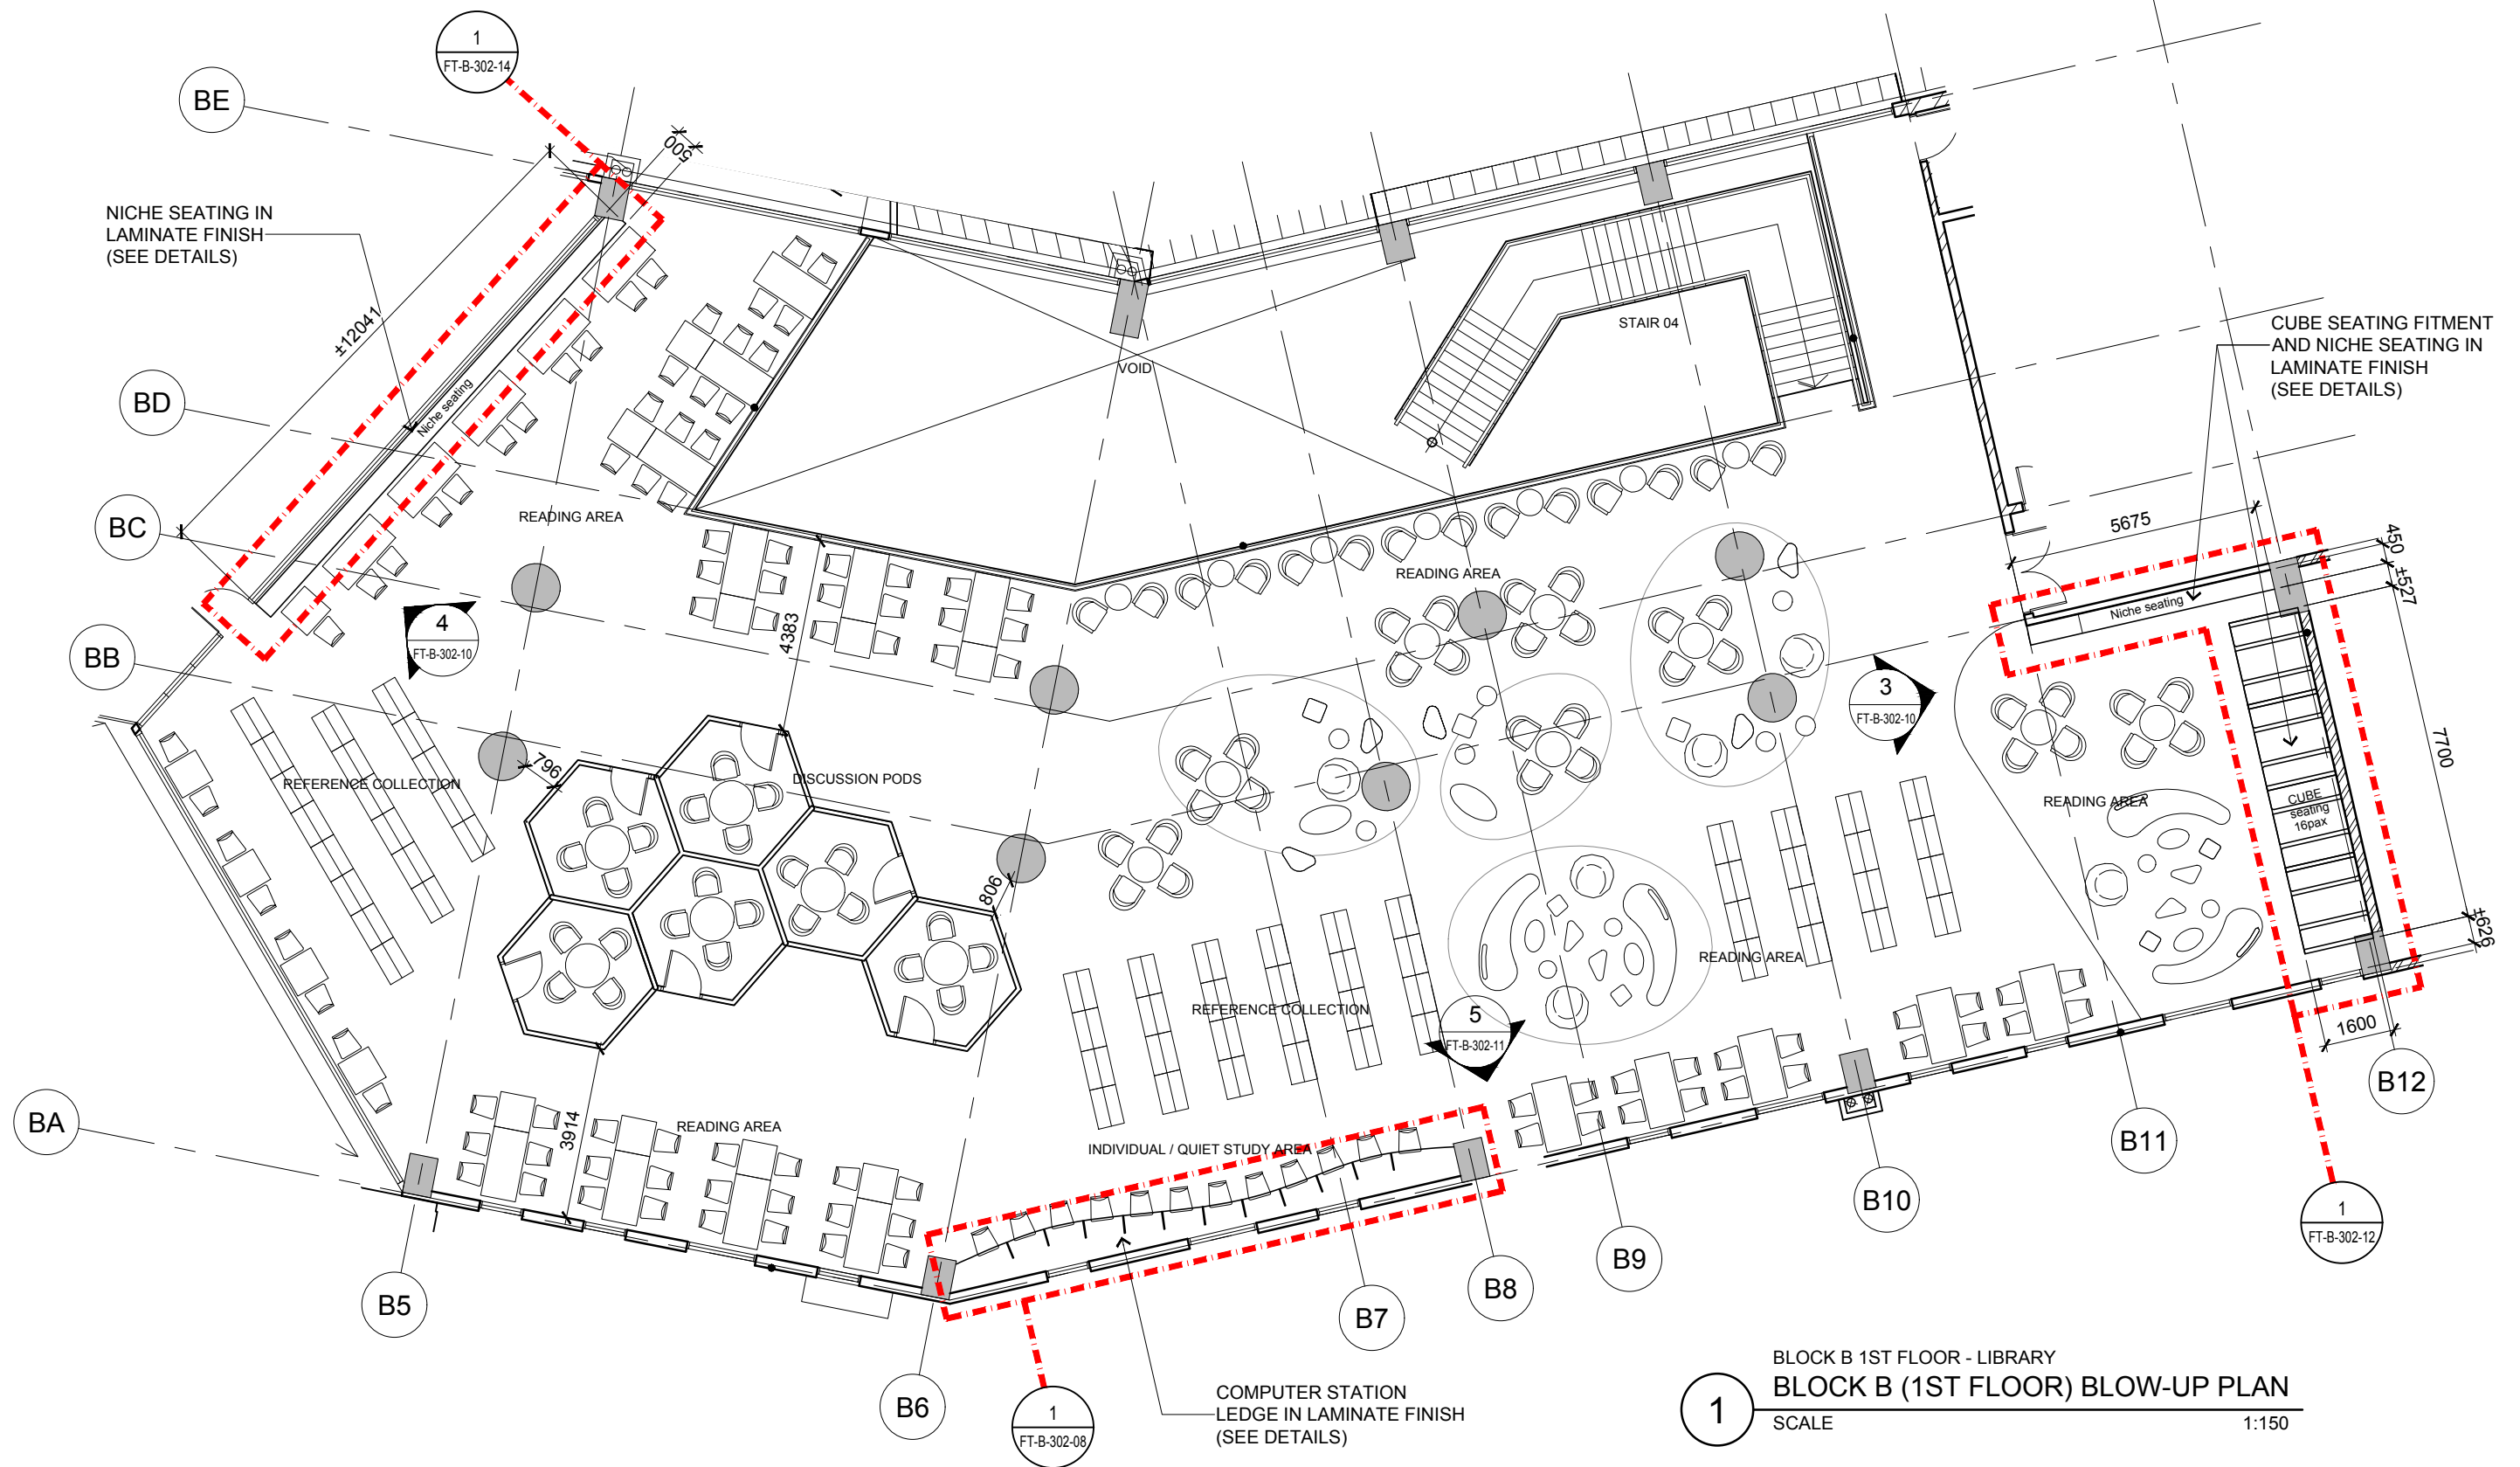 1
FT-B-302-14
BE
500
NICHE SEATING IN
LAMINATE FINISH
(SEE DETAILS)
±12041
STAIR 04
CUBE SEATING FITMENT
AND NICHE SEATING IN
LAMINATE FINISH
(SEE DETAILS)
VOID
BD
Niche seating
BC
READING AREA
5675
450
±527
READING AREA
Niche seating
4
FT-B-302-10
4383
BB
3
FT-B-302-10
7700
796
REFERENCE COLLECTION
DISCUSSION PODS
READING AREA
CUBE
seating
16pax
806
±626
READING AREA
REFERENCE COLLECTION
5
FT-B-302-11
1600
B12
BA
3914
READING AREA
INDIVIDUAL / QUIET STUDY AREA
B11
B10
1
FT-B-302-12
B9
B8
B5
B7
B6
1
FT-B-302-08
COMPUTER STATION
LEDGE IN LAMINATE FINISH
(SEE DETAILS)
1
BLOCK B 1ST FLOOR - LIBRARY
BLOCK B (1ST FLOOR) BLOW-UP PLAN
SCALE 1:150